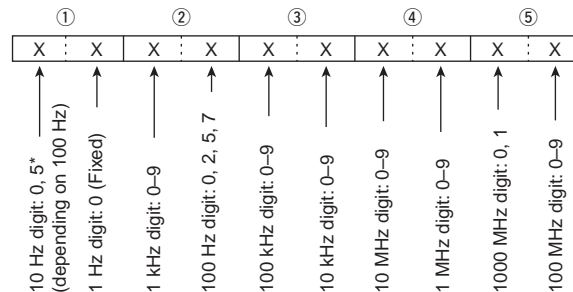 ① ② ③ ④ ⑤
X X X X X X X X X X
10 Hz digit: 0, 5*
(depending on 100 Hz)
1 Hz digit: 0 (Fixed)
1 kHz digit: 0–9
100 Hz digit: 0, 2, 5, 7
100 kHz digit: 0–9
10 kHz digit: 0–9
10 MHz digit: 0–9
1 MHz digit: 0–9
1000 MHz digit: 0, 1
100 MHz digit: 0–9